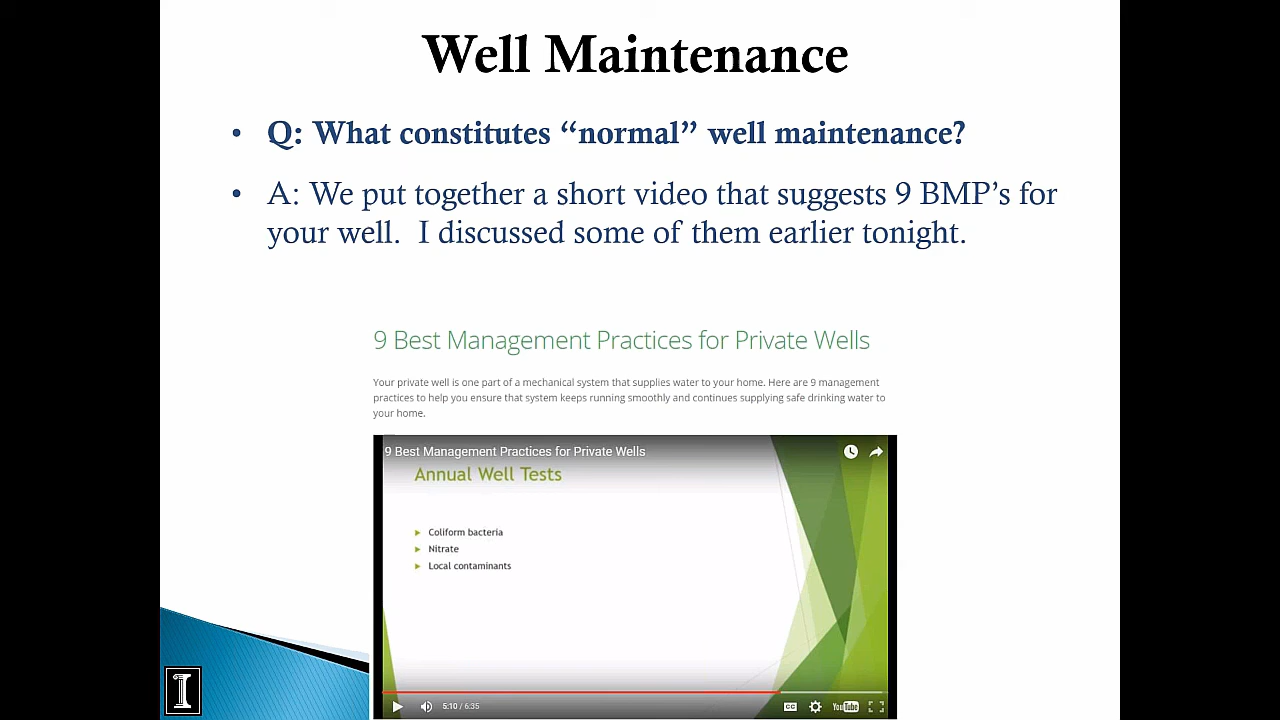 Well Maintenance
• Q: What constitutes “normal” well maintenance?
• A: We put together a short video that suggests 9 BMP’s for
your well.  I discussed some of them earlier tonight.
9 Best Management Practices for Private Wells
Your private well is one part of a mechanical system that supplies water to your home. Here are 9 management
practices to help you ensure that system keeps running smoothly and continues supplying safe drinking water to
your home.
9 Best Management Practices for Private Wells
Annual Well Tests
Coliform bacteria
Nitrate
Local contaminants
5:10 / 6:35
CC
YouTube
I